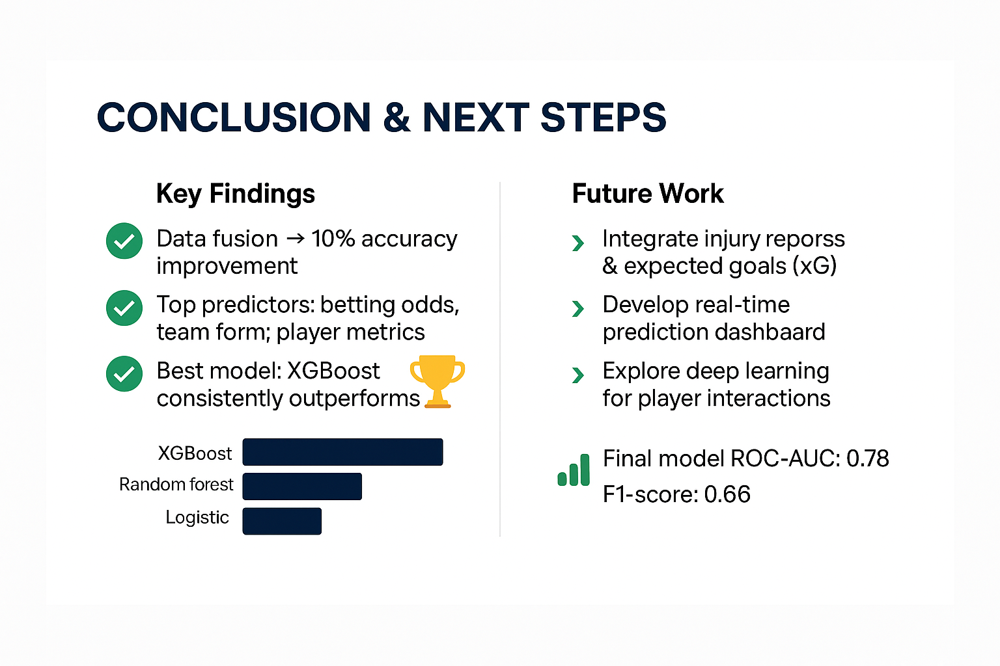 CONCLUSION & NEXT STEPS
Key Findings
Data fusion → 10% accuracy
improvement
Top predictors: betting odds,
team form; player metrics
Best model: XGBoost
consistently outperforms
XGBoost
Random forest
Logistic
Future Work
Integrate injury reporss
& expected goals (xG)
Develop real-time
prediction dashbaard
Explore deep learning
for player interactions
Final model ROC-AUC: 0.78
F1-score: 0.66